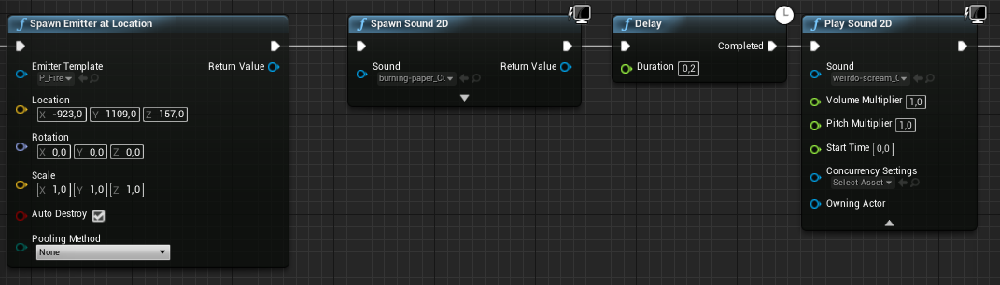 Spawn Emitter at Location
Emitter Template
P_Fire
Return Value
Location
X -923,0 Y 1109,0 Z 157,0
Rotation
X 0,0 Y 0,0 Z 0,0
Scale
X 1,0 Y 1,0 Z 1,0
Auto Destroy
Pooling Method
None
Spawn Sound 2D
Sound
burning-paper_Cu
Return Value
Delay
Completed
Duration 0,2
Play Sound 2D
Sound
weirdo-scream_C
Volume Multiplier 1,0
Pitch Multiplier 1,0
Start Time 0,0
Concurrency Settings
Select Asset
Owning Actor